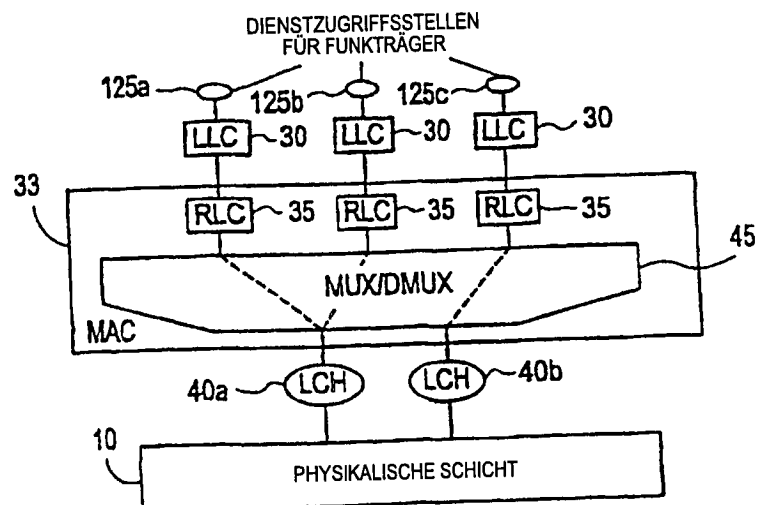 DIENSTZUGRIFFSSTELLEN
FÜR FUNKTRÄGER
125a 125b 125c
LLC 30 LLC 30 LLC 30
33
RLC 35 RLC 35 RLC 35
45
MUX/DMUX
MAC
40a LCH LCH 40b
10
PHYSIKALISCHE SCHICHT